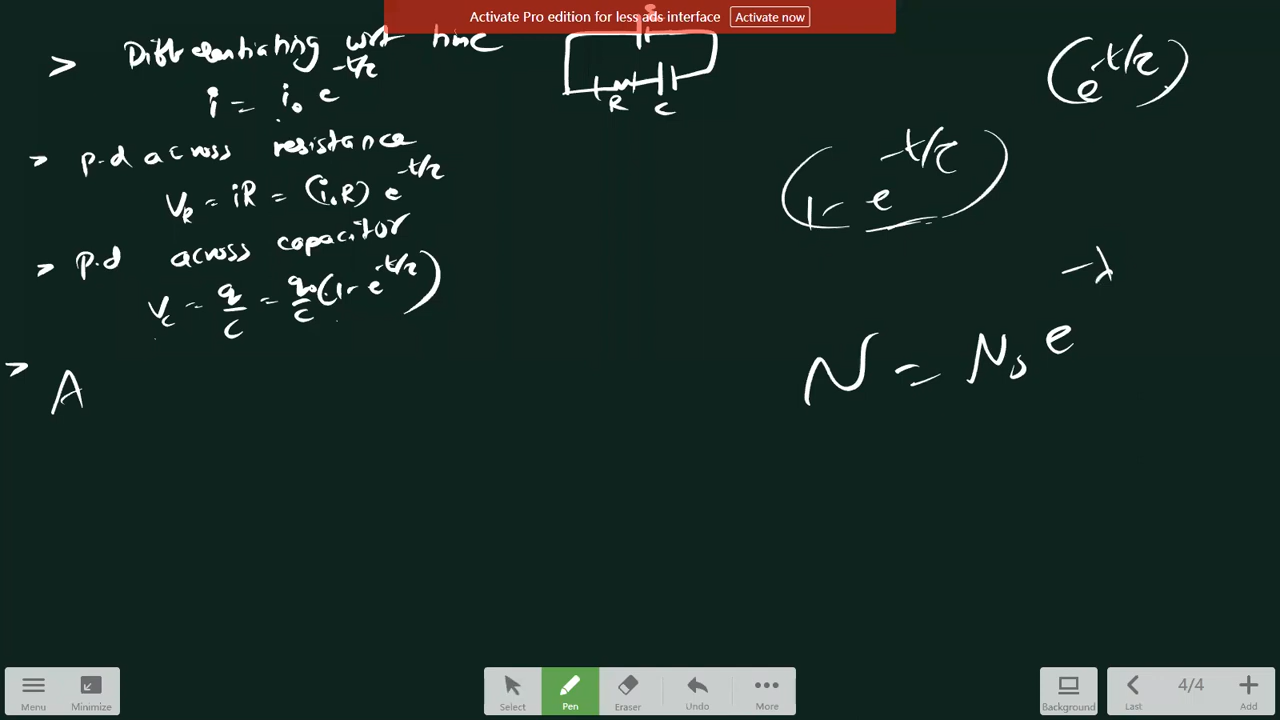 Activate Pro edition for less ads interface Activate now
> Differentiating wrt time
i = i₀ e^(-t/τ)
R C
> p.d across resistance
V_R = iR = (i₀R) e^(-t/τ)
> p.d across capacitor
V_c = q/c = q₀/c (1 - e^(-t/τ))
> A
(e^(-t/τ))
(1 - e^(-t/τ))
N = N₀ e^(-λ)
Menu Minimize Select Pen Eraser Undo More Background Last 4/4 Add